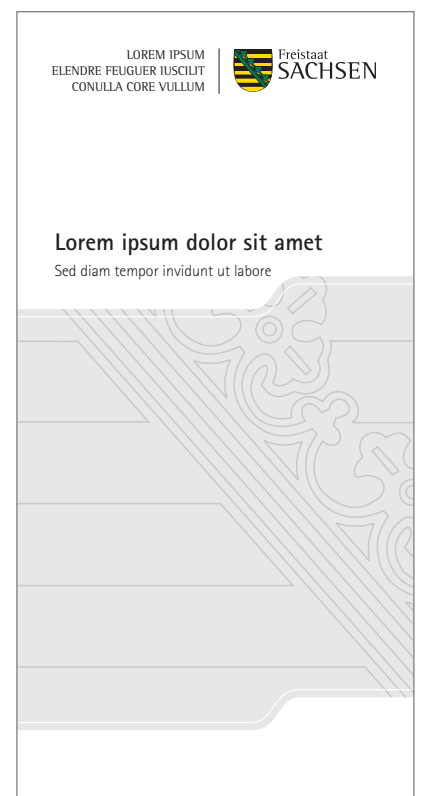 LOREM IPSUM
ELENDRE FEUGUER IUSCILIT
CONULLA CORE VULLUM
Freistaat
SACHSEN
Lorem ipsum dolor sit amet
Sed diam tempor invidunt ut labore